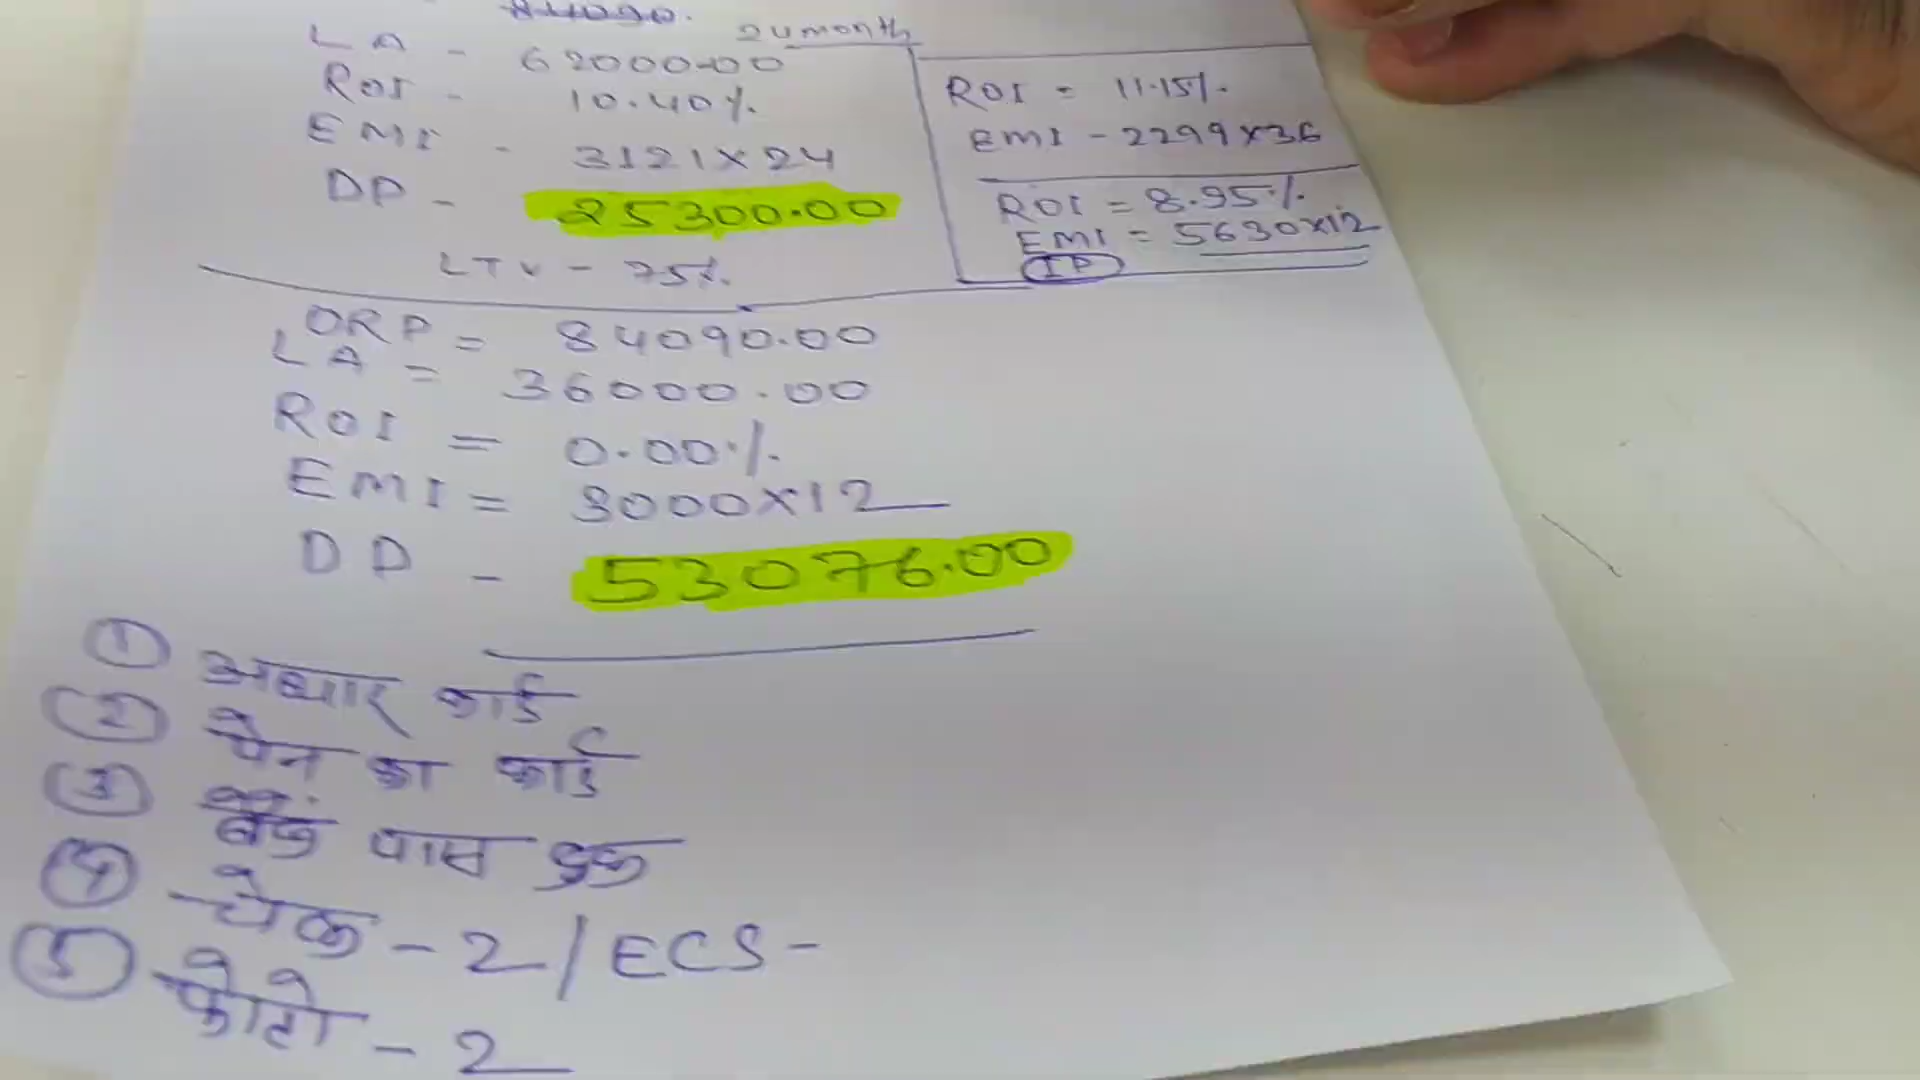 84090.
24month
LA - 62000.00
ROI - 10.40%
EMI - 3121x24
DP - 25300.00
LTV - 75%
ROI = 11.15%
EMI - 2299x36
ROI = 8.95%
EMI = 5630x12
IP
ORP = 84090.00
LA = 36000.00
ROI = 0.00%
EMI = 3000x12
DP - 53076.00
① अधार कार्ड
② पैन का कार्ड
③ बैंक पास बुक
④ चेक - 2/ECS-
⑤ फोटो - 2